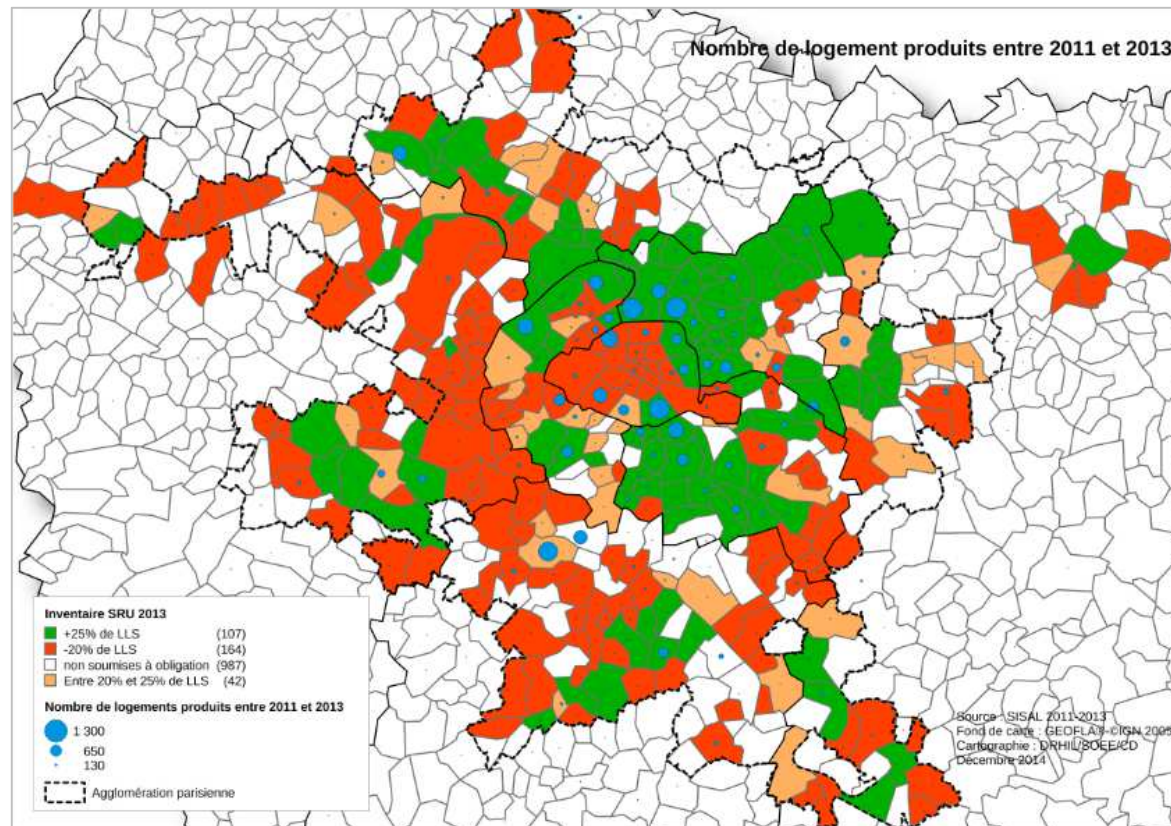 Nombre de logement produits entre 2011 et 2013
Inventaire SRU 2013
+25% de LLS (107)
-20% de LLS (164)
non soumises à obligation (987)
Entre 20% et 25% de LLS (42)
Nombre de logements produits entre 2011 et 2013
1 300
650
130
Agglomération parisienne
Source : SISAL 2011-2013
Fond de carte : GEOFLA®-©IGN 2009
Cartographie : DRHIL/SOEE/CD
Décembre 2014